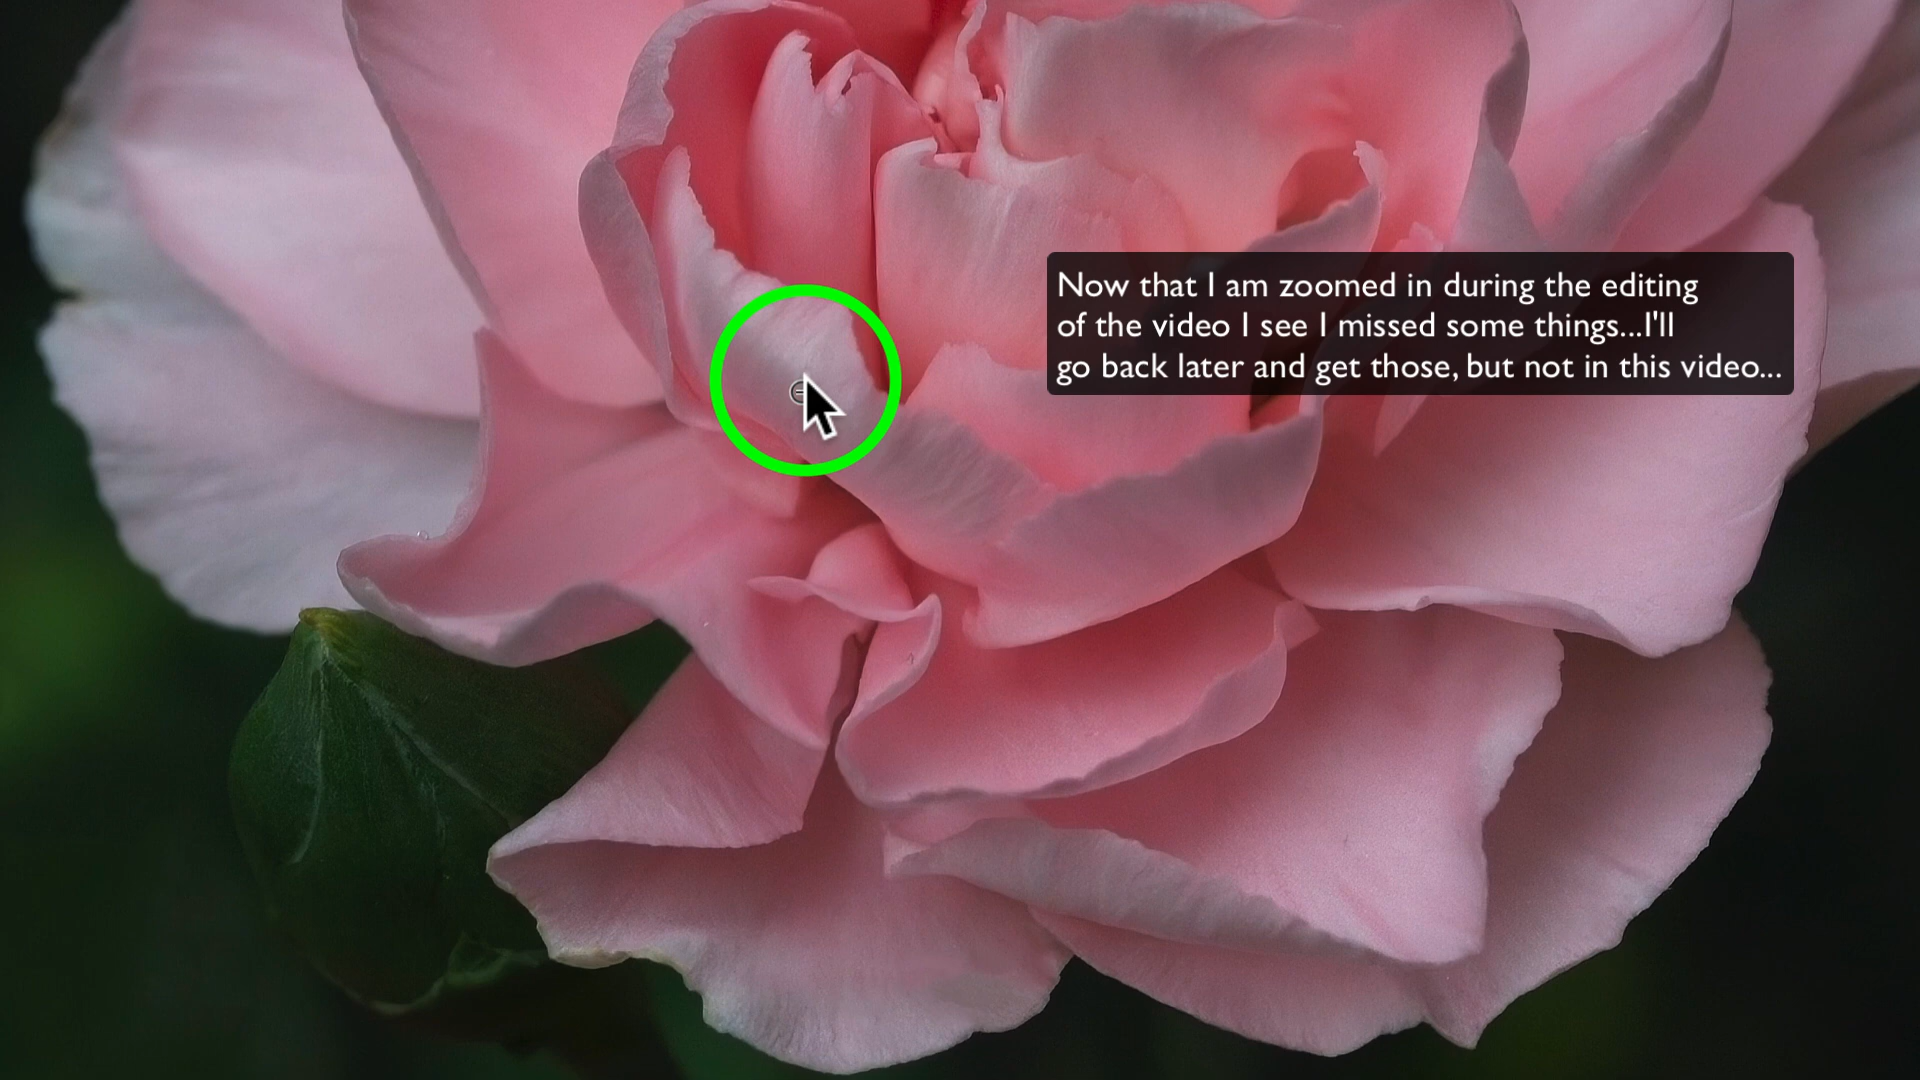 Now that I am zoomed in during the editing
of the video I see I missed some things...I'll
go back later and get those, but not in this video...